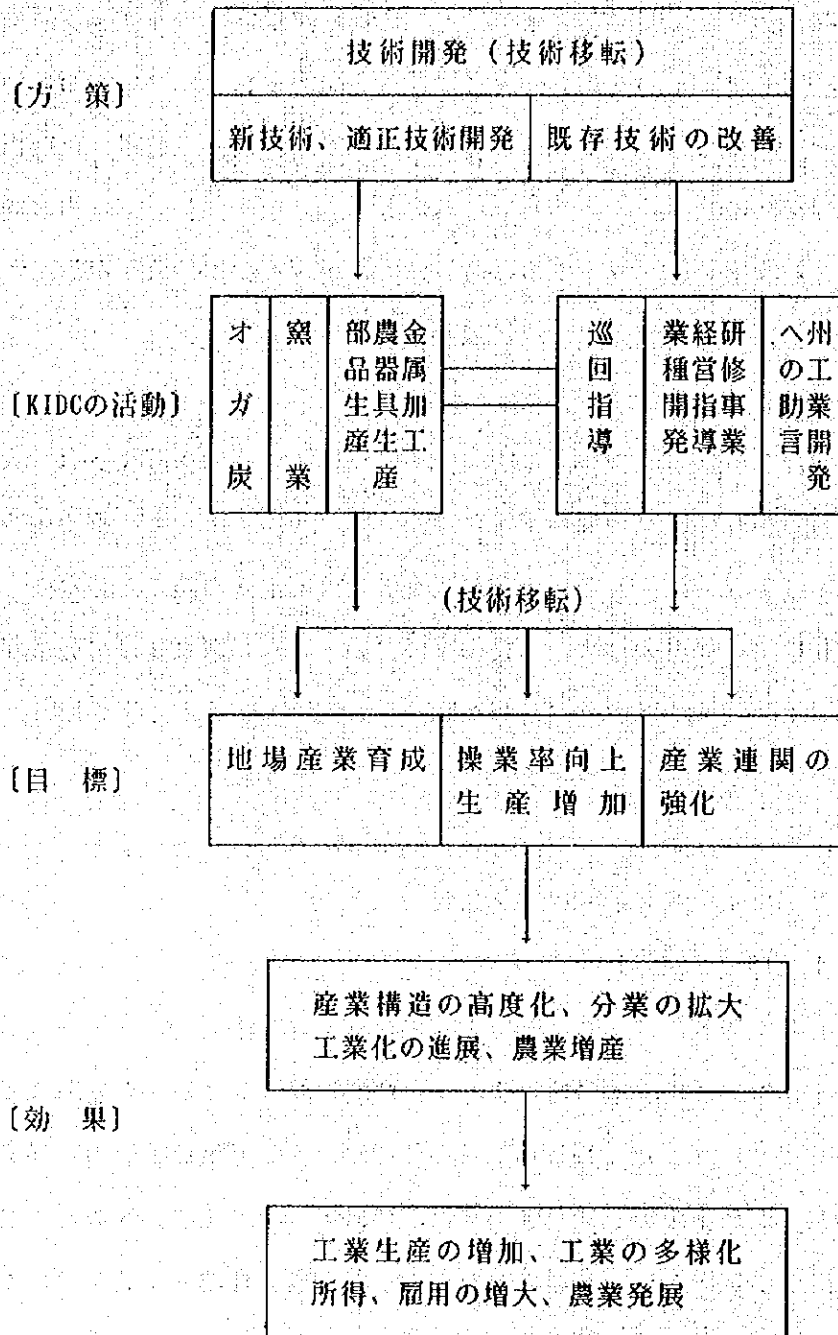 技術開発（技術移転）
〔方　策〕
新技術、適正技術開発
既存技術の改善
〔KIDCの活動〕
オガ炭
窯業
金属加工
農器具生産
部品生産
巡回指導
研修事業
経営指導
業種開発
州工業開発
への助言
（技術移転）
〔目　標〕
地場産業育成
操業率向上
生産増加
産業連関の
強化
産業構造の高度化、分業の拡大
工業化の進展、農業増産
〔効　果〕
工業生産の増加、工業の多様化
所得、雇用の増大、農業発展